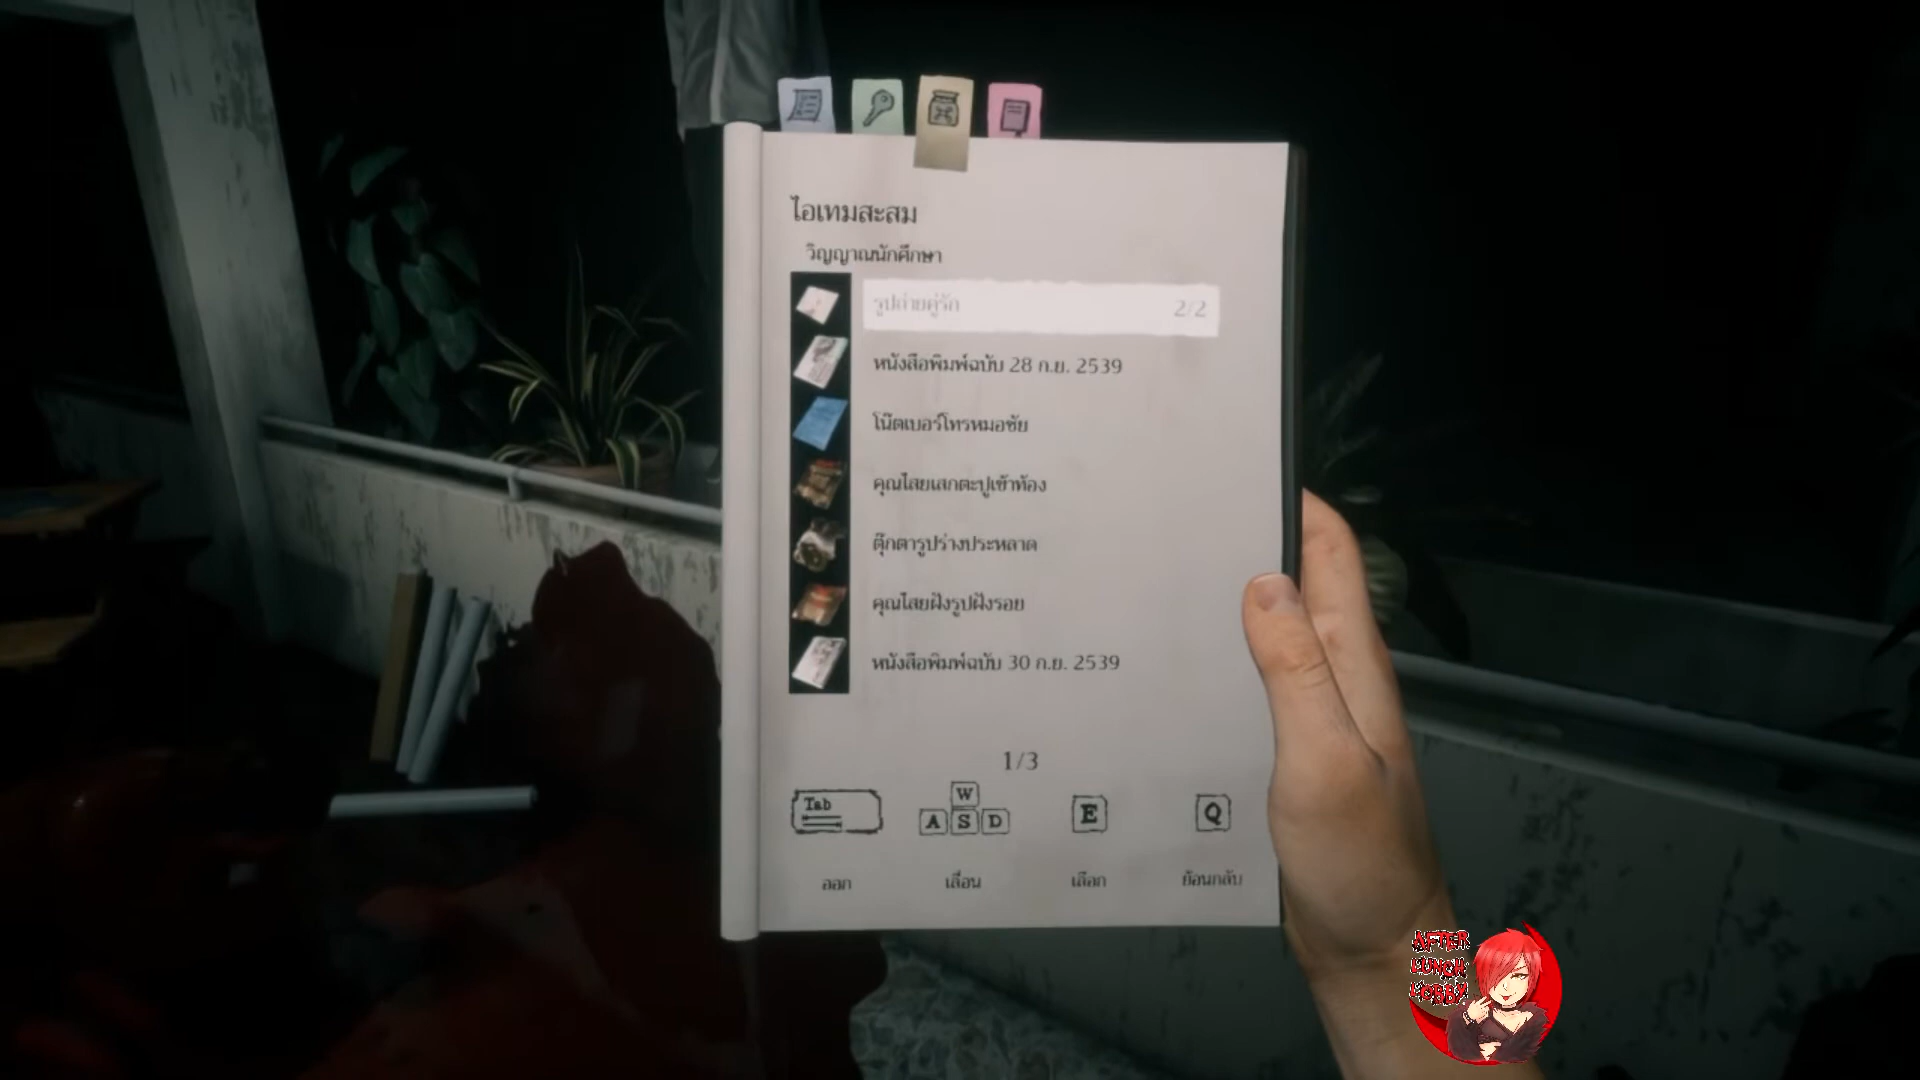 ไอเทมสะสม
วิญญาณนักศึกษา
รูปถ่ายคู่รัก 2/2
หนังสือพิมพ์ฉบับ 28 ก.ย. 2539
โน๊ตเบอร์โทรหมอชัย
คุณไสยเสกตะปูเข้าท้อง
ตุ๊กตารูปร่างประหลาด
คุณไสยฝังรูปฝังรอย
หนังสือพิมพ์ฉบับ 30 ก.ย. 2539
1/3
Tab
W
A S D
E
Q
ออก
เลื่อน
เลือก
ย้อนกลับ
AFTER
LUNCH
LOBBY